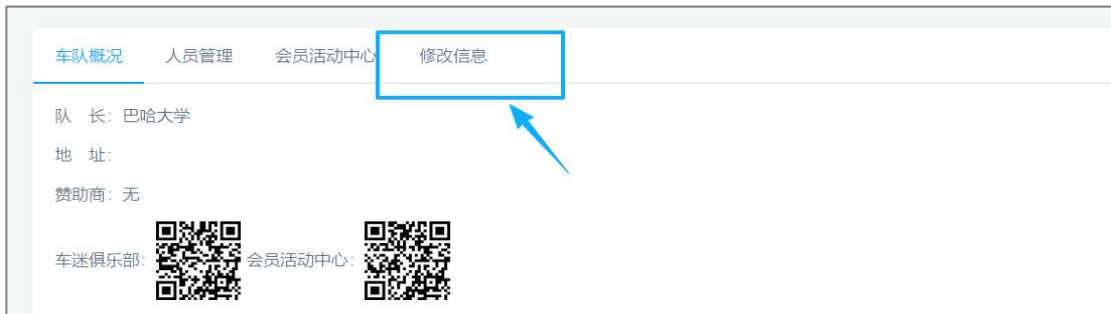 车队概况 人员管理 会员活动中心 修改信息
队 长：巴哈大学
地 址：
赞助商：无
车迷俱乐部： 会员活动中心：